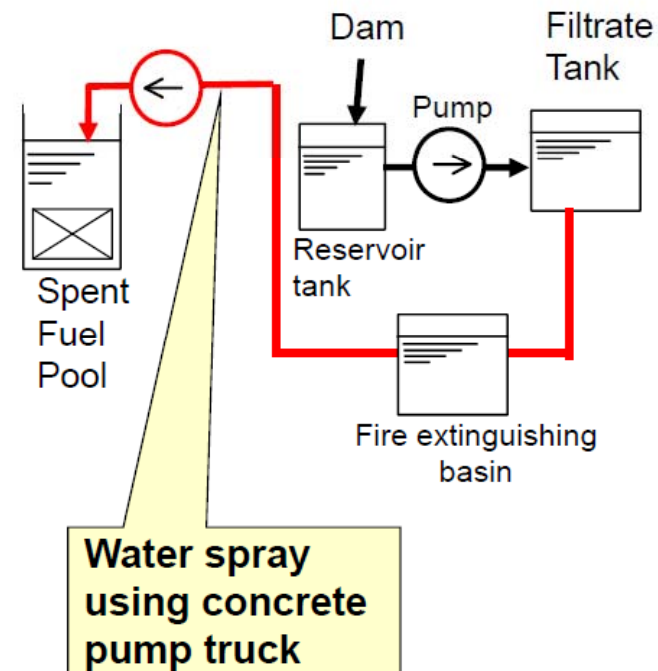 Dam
Filtrate
Tank
Pump
Reservoir
tank
Spent
Fuel
Pool
Fire extinguishing
basin
Water spray
using concrete
pump truck